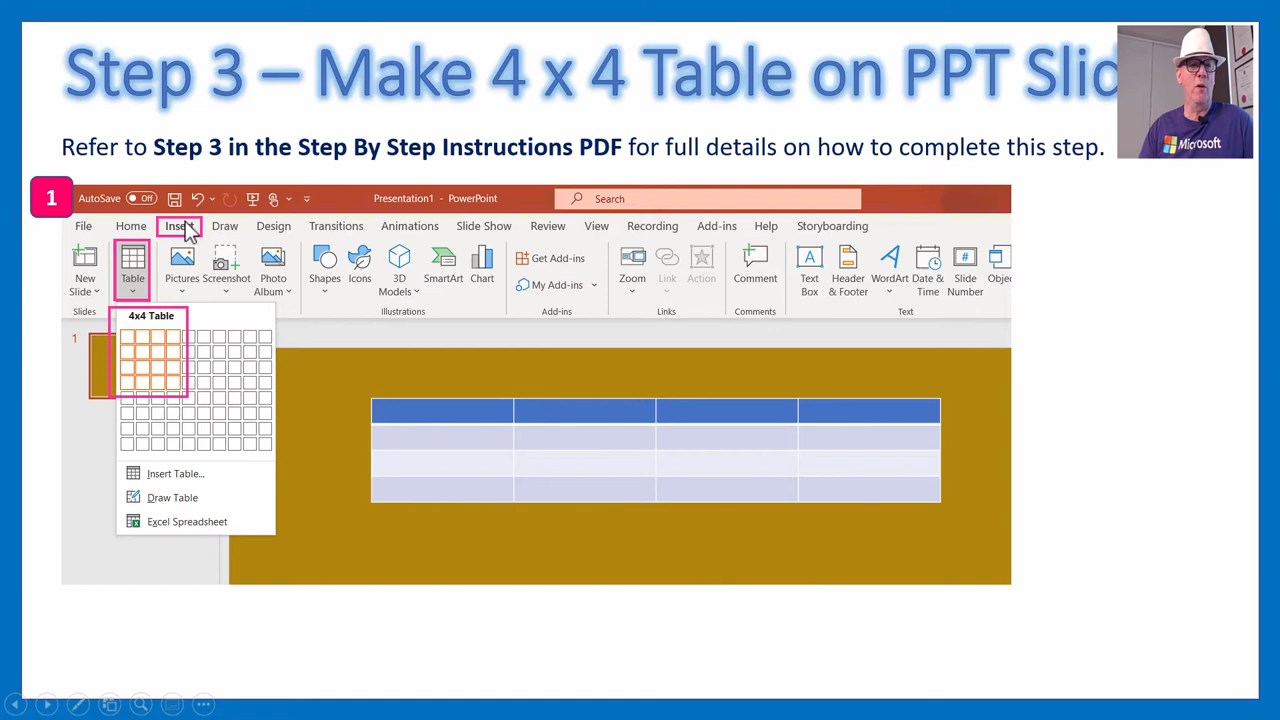 Step 3 – Make 4 x 4 Table on PPT Slid
Refer to Step 3 in the Step By Step Instructions PDF for full details on how to complete this step.
Microsoft
1
AutoSave Off Presentation1 - PowerPoint Search
File Home Insert Draw Design Transitions Animations Slide Show Review View Recording Add-ins Help Storyboarding
New Slide Table Pictures Screenshot Photo Album Shapes Icons 3D Models SmartArt Chart Get Add-ins My Add-ins Zoom Link Action Comment Text Box Header & Footer WordArt Date & Time Slide Number Objec
Slides Illustrations Add-ins Links Comments Text
4x4 Table
1
Insert Table...
Draw Table
Excel Spreadsheet